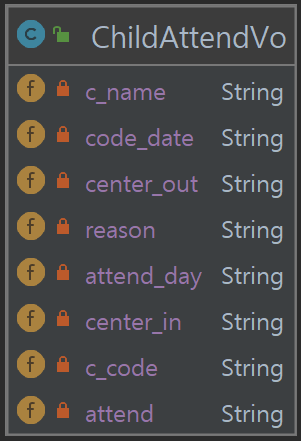 C ChildAttendVo
f c_name String
f code_date String
f center_out String
f reason String
f attend_day String
f center_in String
f c_code String
f attend String